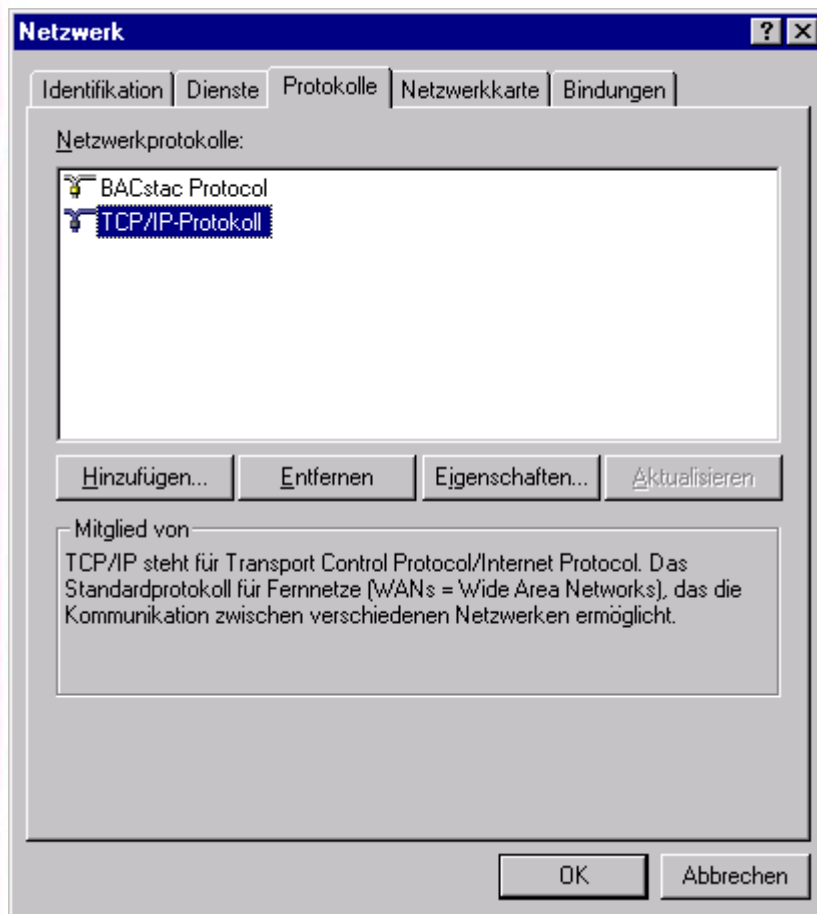 Netzwerk
Identifikation Dienste Protokolle Netzwerkkarte Bindungen
Netzwerkprotokolle:
BACstac Protocol
TCP/IP-Protokoll
Hinzufügen... Entfernen Eigenschaften... Aktualisieren
Mitglied von
TCP/IP steht für Transport Control Protocol/Internet Protocol. Das
Standardprotokoll für Fernnetze (WANs = Wide Area Networks), das die
Kommunikation zwischen verschiedenen Netzwerken ermöglicht.
OK Abbrechen